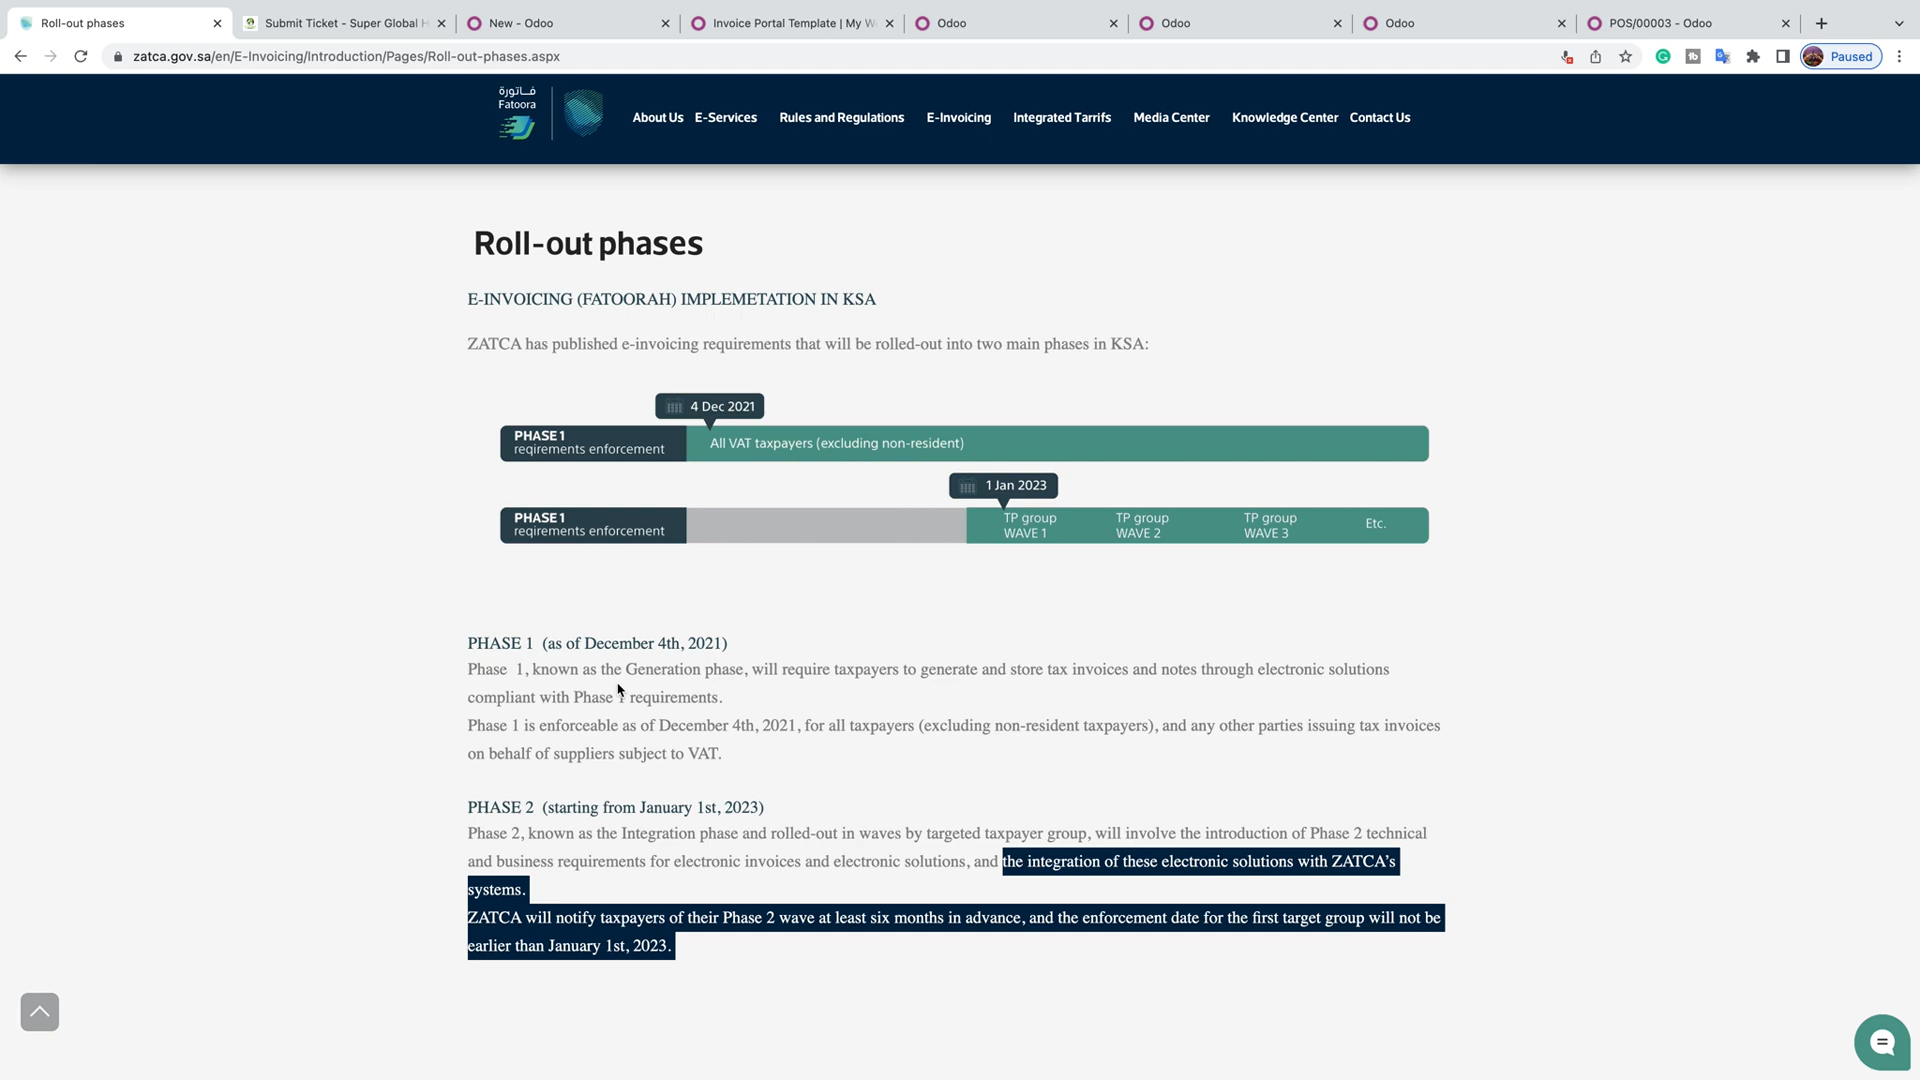 Roll-out phases
Submit Ticket - Super Global H
New - Odoo
Invoice Portal Template | My W
Odoo
Odoo
Odoo
POS/00003 - Odoo
zatca.gov.sa/en/E-Invoicing/Introduction/Pages/Roll-out-phases.aspx
Paused
فـاتورة
Fatoora
About Us
E-Services
Rules and Regulations
E-Invoicing
Integrated Tarrifs
Media Center
Knowledge Center
Contact Us
Roll-out phases
E-INVOICING (FATOORAH) IMPLEMETATION IN KSA
ZATCA has published e-invoicing requirements that will be rolled-out into two main phases in KSA:
4 Dec 2021
PHASE 1
reqirements enforcement
All VAT taxpayers (excluding non-resident)
1 Jan 2023
PHASE 1
reqirements enforcement
TP group
WAVE 1
TP group
WAVE 2
TP group
WAVE 3
Etc.
PHASE 1 (as of December 4th, 2021)
Phase 1, known as the Generation phase, will require taxpayers to generate and store tax invoices and notes through electronic solutions
compliant with Phase 1 requirements.
Phase 1 is enforceable as of December 4th, 2021, for all taxpayers (excluding non-resident taxpayers), and any other parties issuing tax invoices
on behalf of suppliers subject to VAT.
PHASE 2 (starting from January 1st, 2023)
Phase 2, known as the Integration phase and rolled-out in waves by targeted taxpayer group, will involve the introduction of Phase 2 technical
and business requirements for electronic invoices and electronic solutions, and the integration of these electronic solutions with ZATCA's
systems.
ZATCA will notify taxpayers of their Phase 2 wave at least six months in advance, and the enforcement date for the first target group will not be
earlier than January 1st, 2023.